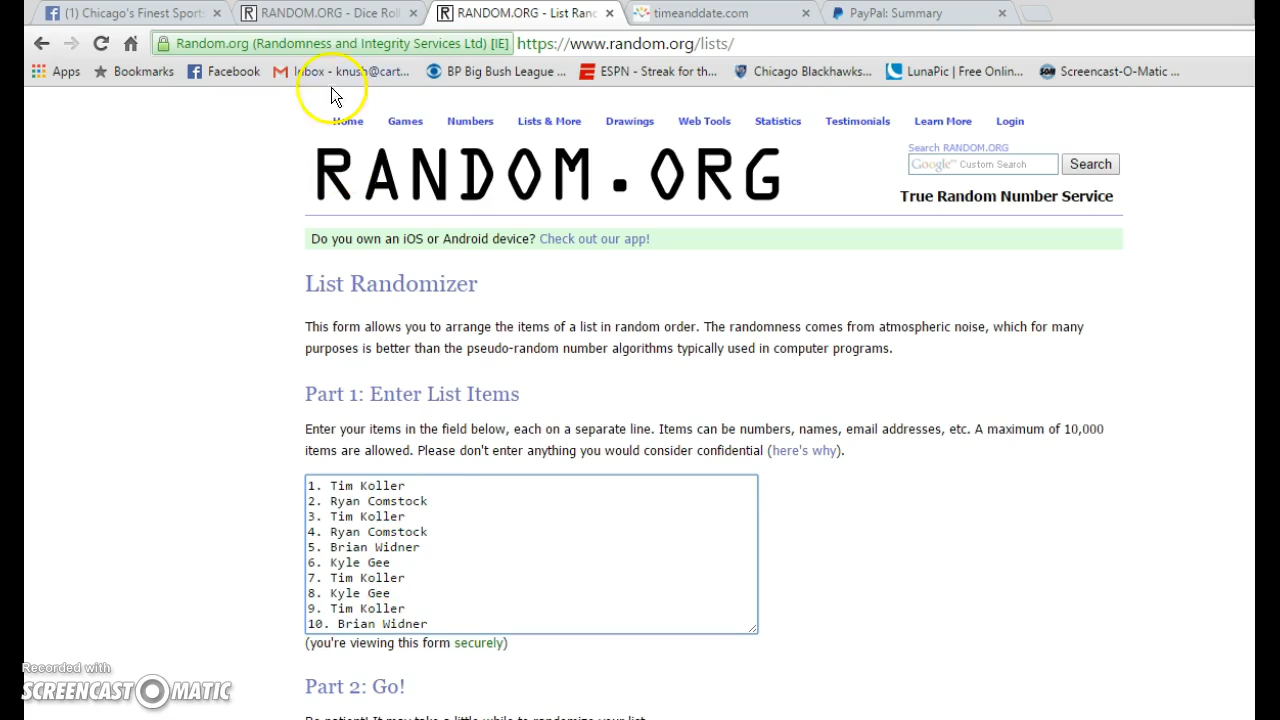 (1) Chicago's Finest Sports
RANDOM.ORG - Dice Roll
RANDOM.ORG - List Ran
timeanddate.com
PayPal: Summary
Random.org (Randomness and Integrity Services Ltd) [IE]
https://www.random.org/lists/
Apps
Bookmarks
Facebook
Inbox - knush@cart...
BP Big Bush League ...
ESPN - Streak for th...
Chicago Blackhawks...
LunaPic | Free Onlin...
Screencast-O-Matic ...
Home
Games
Numbers
Lists & More
Drawings
Web Tools
Statistics
Testimonials
Learn More
Login
RANDOM.ORG
Search RANDOM.ORG
Google™ Custom Search
Search
True Random Number Service
Do you own an iOS or Android device? Check out our app!
List Randomizer
This form allows you to arrange the items of a list in random order. The randomness comes from atmospheric noise, which for many
purposes is better than the pseudo-random number algorithms typically used in computer programs.
Part 1: Enter List Items
Enter your items in the field below, each on a separate line. Items can be numbers, names, email addresses, etc. A maximum of 10,000
items are allowed. Please don't enter anything you would consider confidential (here's why).
1. Tim Koller
2. Ryan Comstock
3. Tim Koller
4. Ryan Comstock
5. Brian Widner
6. Kyle Gee
7. Tim Koller
8. Kyle Gee
9. Tim Koller
10. Brian Widner
(you're viewing this form securely)
Part 2: Go!
Be patient! It may take a little while to randomize your list
Recorded with
SCREENCAST-O-MATIC